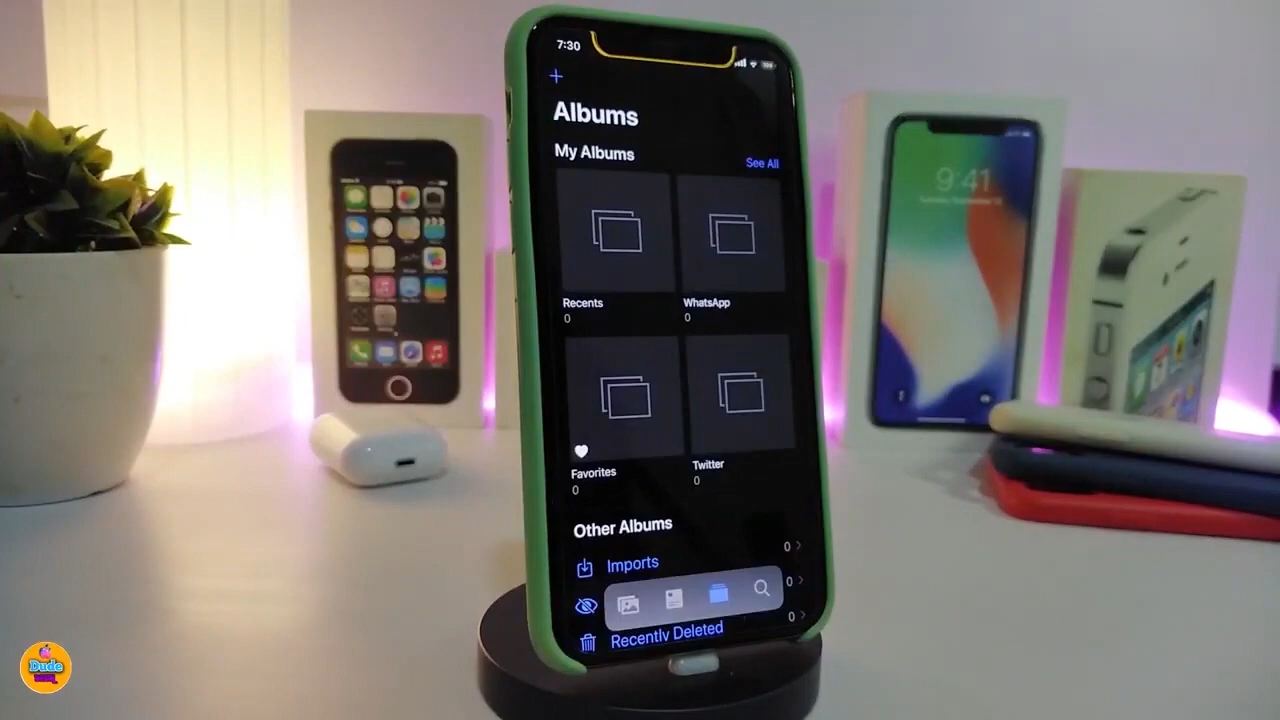 7:30
+
Albums
My Albums
See All
Recents
0
WhatsApp
0
Favorites
0
Twitter
0
Other Albums
Imports
0
0
Recently Deleted
0
9:41
Dude